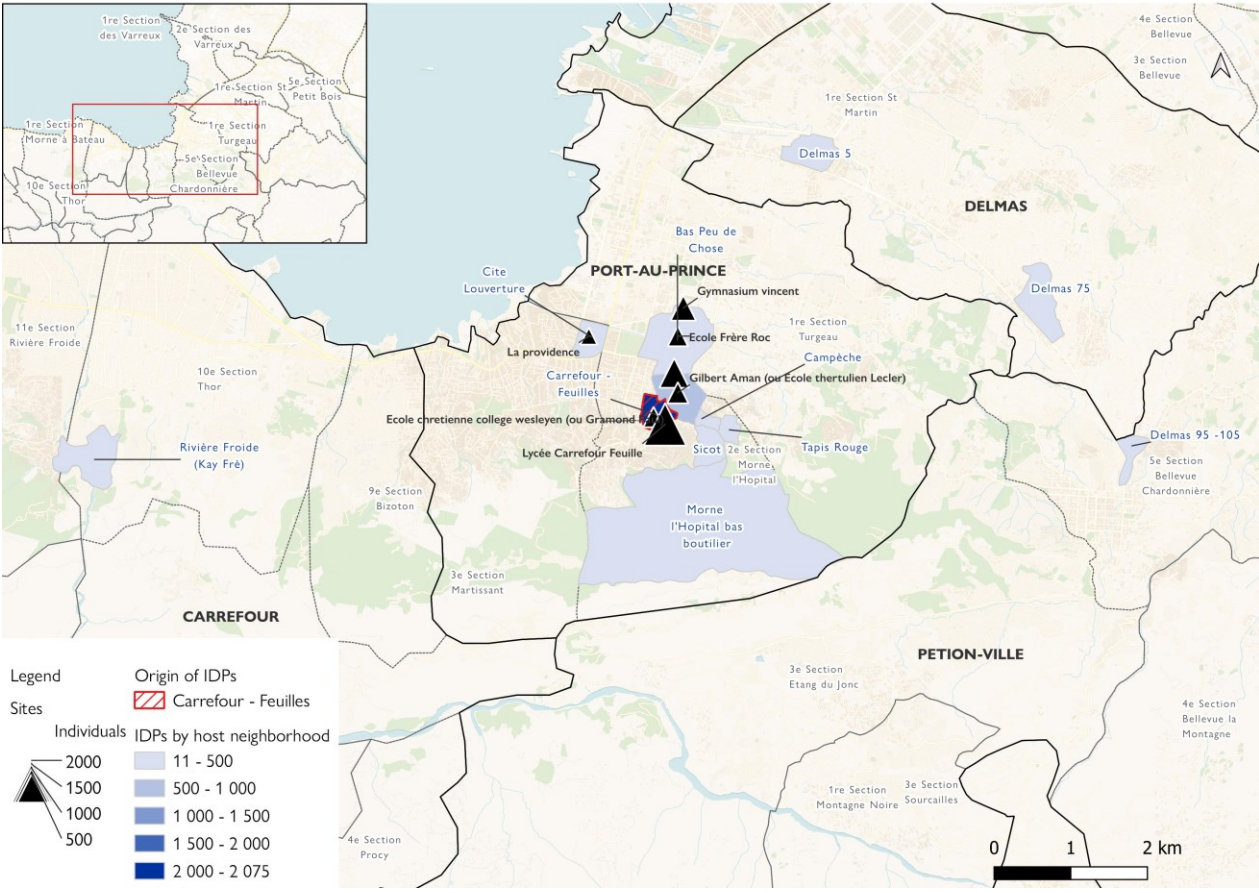 1re Section
des Varreux
2e Section des
Varreux
5e Section
Petit Bois
1re Section St
Martin
1re Section
Morne à Bateau
1re Section
Turgeau
5e Section
Bellevue
Chardonnière
10e Section
Thor
4e Section
Bellevue
3e Section
Bellevue
1re Section St
Martin
Delmas 5
DELMAS
Bas Peu de
Chose
PORT-AU-PRINCE
Cite
Louverture
Gymnasium vincent
Delmas 75
11e Section
Rivière Froide
1re Section
Turgeau
Ecole Frère Roc
La providence
Campèche
10e Section
Thor
Carrefour -
Feuilles
Gilbert Aman (ou Ecole thertulien Lecler)
Ecole chretienne college wesleyen (ou Gramond
Lycée Carrefour Feuille
Rivière Froide
(Kay Frè)
Sicot
Tapis Rouge
2e Section
Morne
l'Hopital
Delmas 95 -105
5e Section
Bellevue
Chardonnière
9e Section
Bizoton
Morne
l'Hopital bas
boutilier
3e Section
Martissant
CARREFOUR
PETION-VILLE
3e Section
Etang du Jonc
4e Section
Bellevue la
Montagne
1re Section
Montagne Noire
3e Section
Sourcailles
4e Section
Procy
Legend
Sites
Individuals
2000
1500
1000
500
Origin of IDPs
Carrefour - Feuilles
IDPs by host neighborhood
11 - 500
500 - 1 000
1 000 - 1 500
1 500 - 2 000
2 000 - 2 075
0 1 2 km